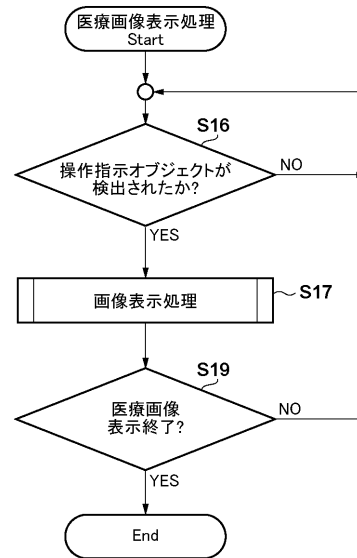 医療画像表示処理
Start
S16
操作指示オブジェクトが
検出されたか?
NO
YES
画像表示処理
S17
S19
医療画像
表示終了?
NO
YES
End